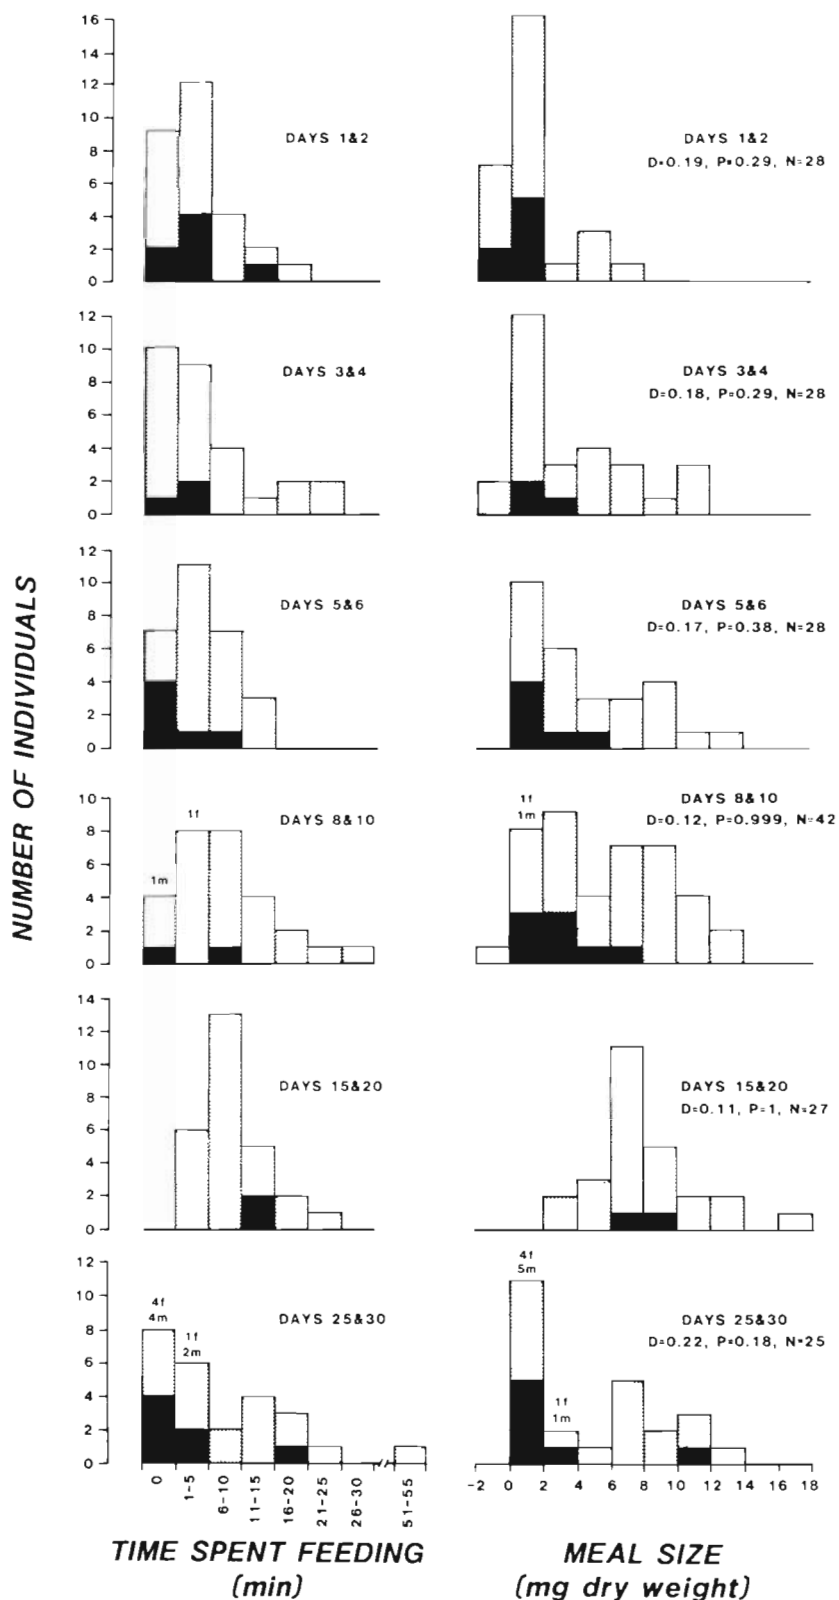 NUMBER OF INDIVIDUALS
16
14
12
10
8
6
4
2
0
DAYS 1&2
DAYS 1&2
D=0.19, P=0.29, N=28
12
10
8
6
4
2
0
DAYS 3&4
DAYS 3&4
D=0.18, P=0.29, N=28
12
10
8
6
4
2
0
DAYS 5&6
DAYS 5&6
D=0.17, P=0.38, N=28
10
8
6
4
2
0
1m
1f
DAYS 8&10
1f
1m
DAYS 8&10
D=0.12, P=0.999, N=42
14
12
10
8
6
4
2
0
DAYS 15&20
DAYS 15&20
D=0.11, P=1, N=27
12
10
8
6
4
2
0
4f
4m
1f
2m
DAYS 25&30
4f
5m
1f
1m
DAYS 25&30
D=0.22, P=0.18, N=25
0 1-5 6-10 11-15 16-20 21-25 26-30 51-55
-2 0 2 4 6 8 10 12 14 16 18
TIME SPENT FEEDING
(min)
MEAL SIZE
(mg dry weight)